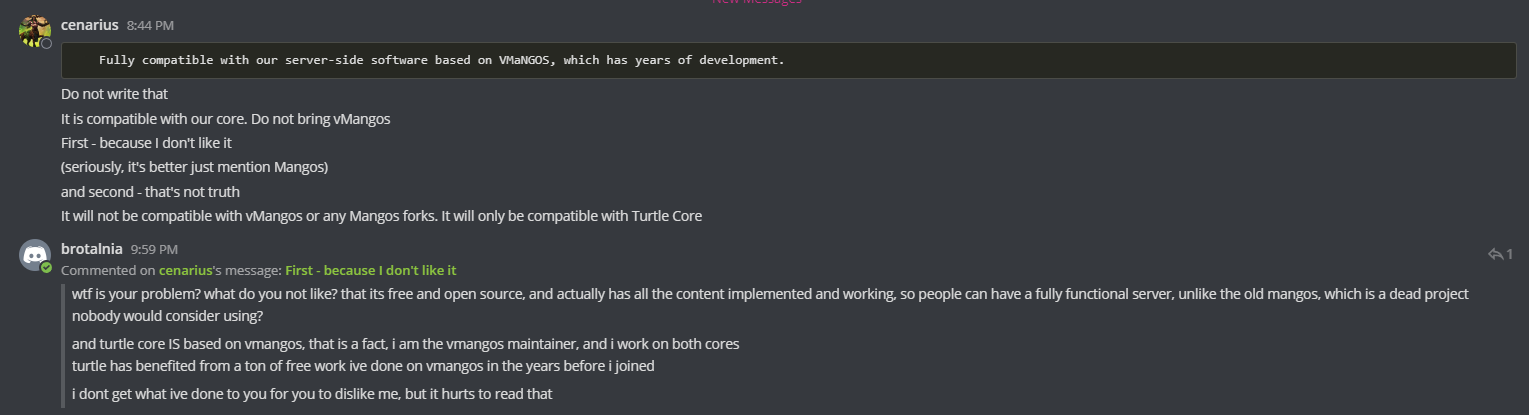 New Messages
cenarius 8:44 PM
Fully compatible with our server-side software based on VMaNGOS, which has years of development.
Do not write that
It is compatible with our core. Do not bring vMangos
First - because I don't like it
(seriously, it's better just mention Mangos)
and second - that's not truth
It will not be compatible with vMangos or any Mangos forks. It will only be compatible with Turtle Core
brotalnia 9:59 PM
1
Commented on cenarius's message: First - because I don't like it
wtf is your problem? what do you not like? that its free and open source, and actually has all the content implemented and working, so people can have a fully functional server, unlike the old mangos, which is a dead project
nobody would consider using?
and turtle core IS based on vmangos, that is a fact, i am the vmangos maintainer, and i work on both cores
turtle has benefited from a ton of free work ive done on vmangos in the years before i joined
i dont get what ive done to you for you to dislike me, but it hurts to read that